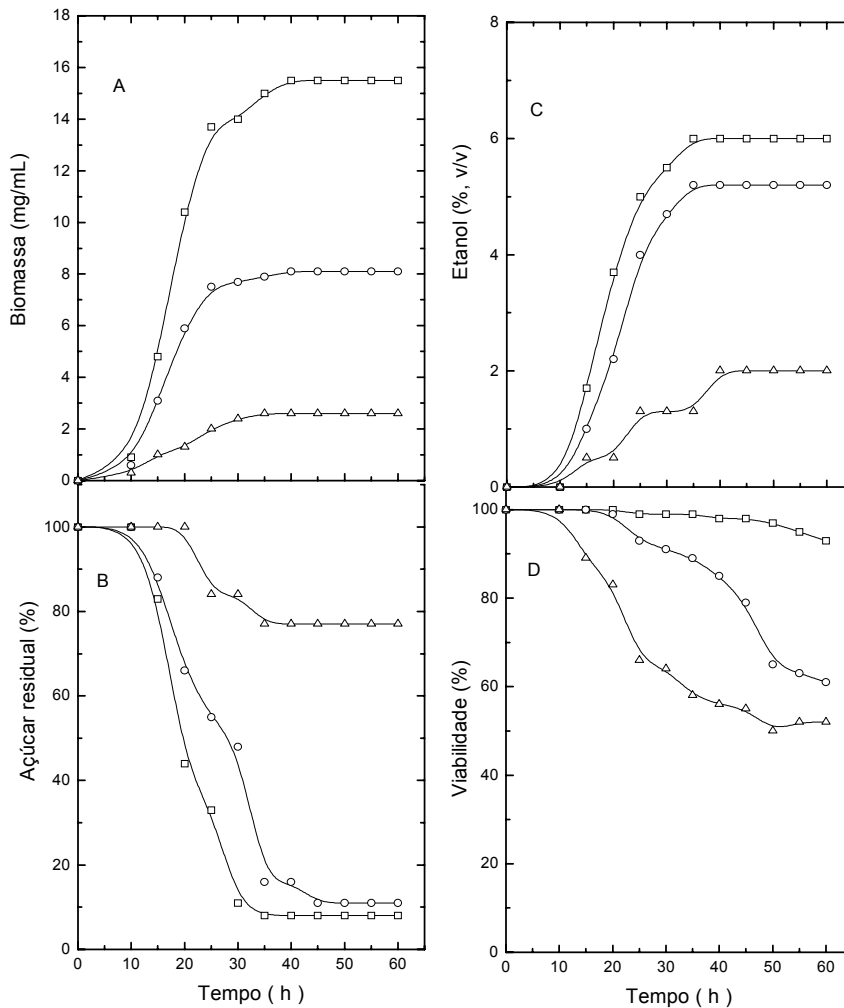 18
16
14
12
10
8
6
4
2
0
Biomassa (mg/mL)
A
8
6
4
2
0
Etanol (%, v/v)
C
100
80
60
40
20
0
Açúcar residual (%)
B
0 10 20 30 40 50 60
Tempo ( h )
100
80
60
40
20
0
Viabilidade (%)
D
0 10 20 30 40 50 60
Tempo ( h )